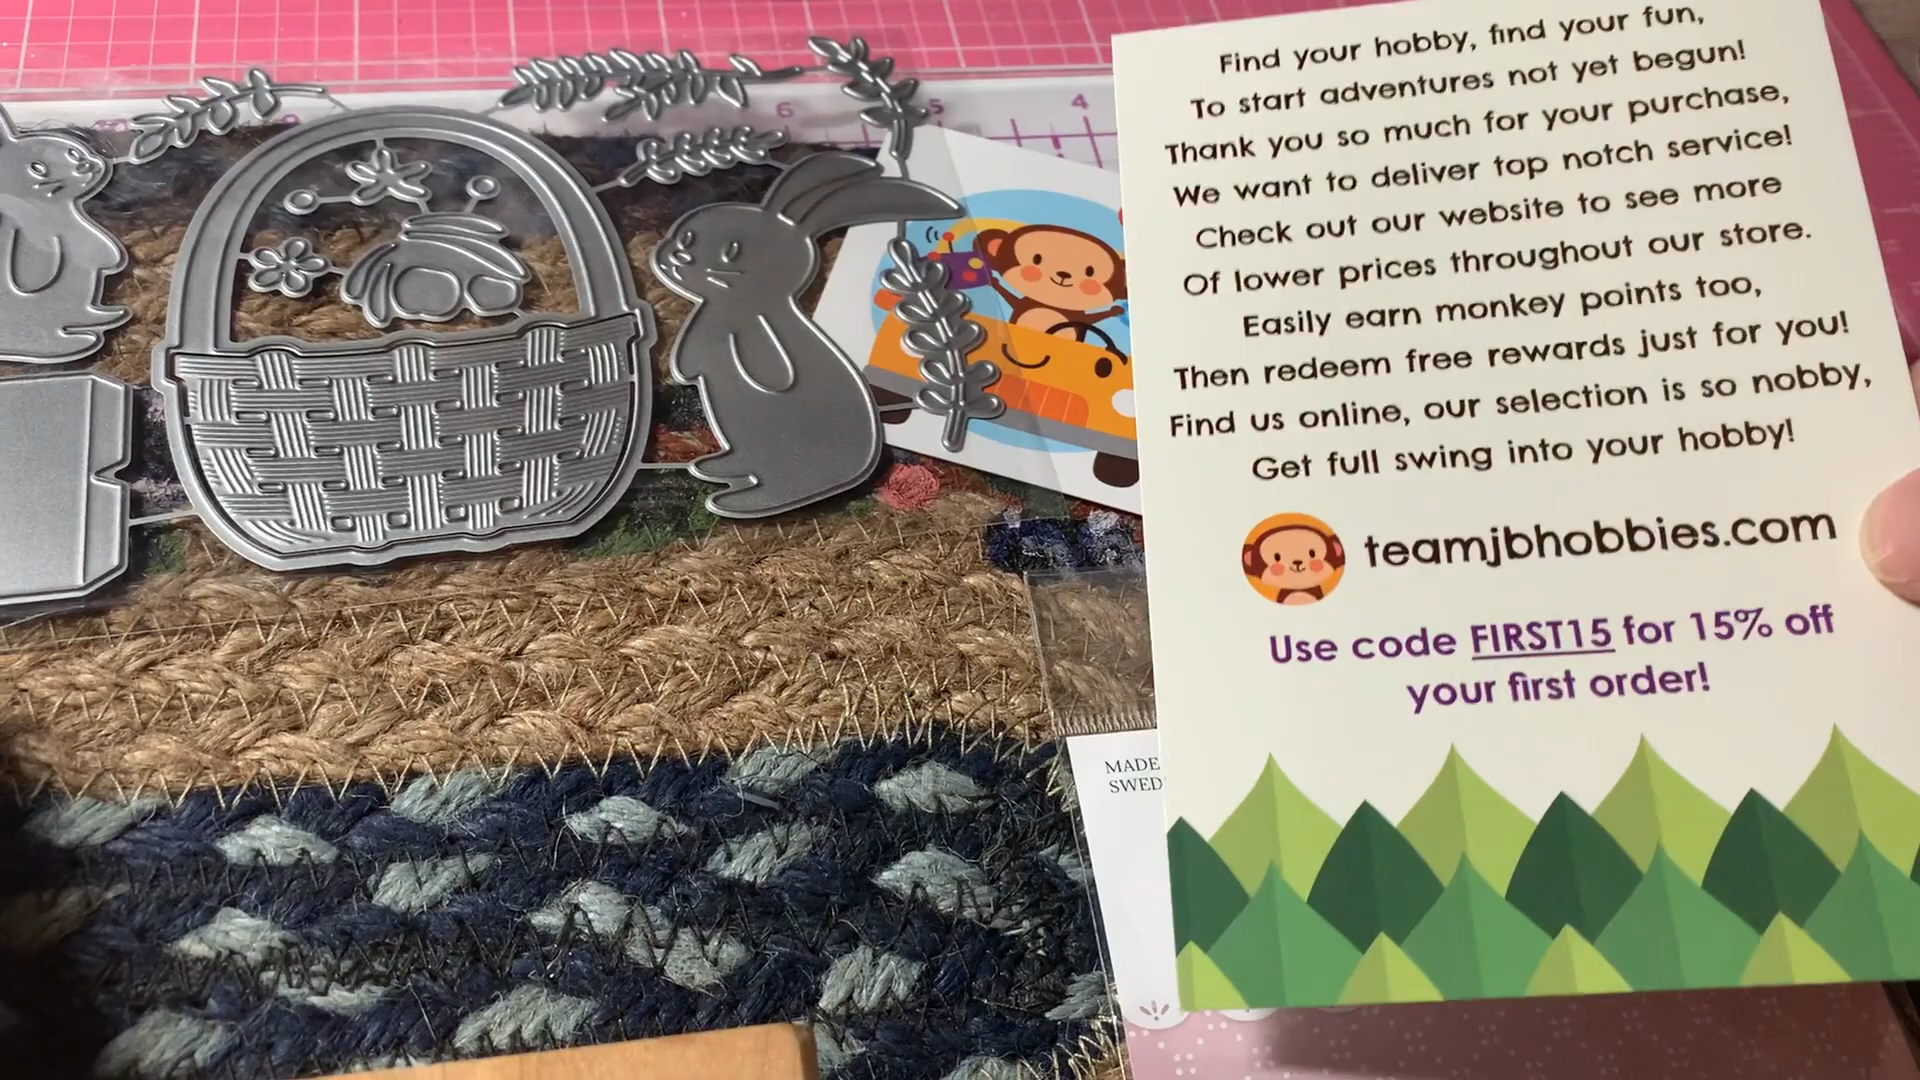 Find your hobby, find your fun,
To start adventures not yet begun!
Thank you so much for your purchase,
We want to deliver top notch service!
Check out our website to see more
Of lower prices throughout our store.
Easily earn monkey points too,
Then redeem free rewards just for you!
Find us online, our selection is so nobby,
Get full swing into your hobby!
teamjbhobbies.com
Use code FIRST15 for 15% off
your first order!
6
5
4
MADE
SWED